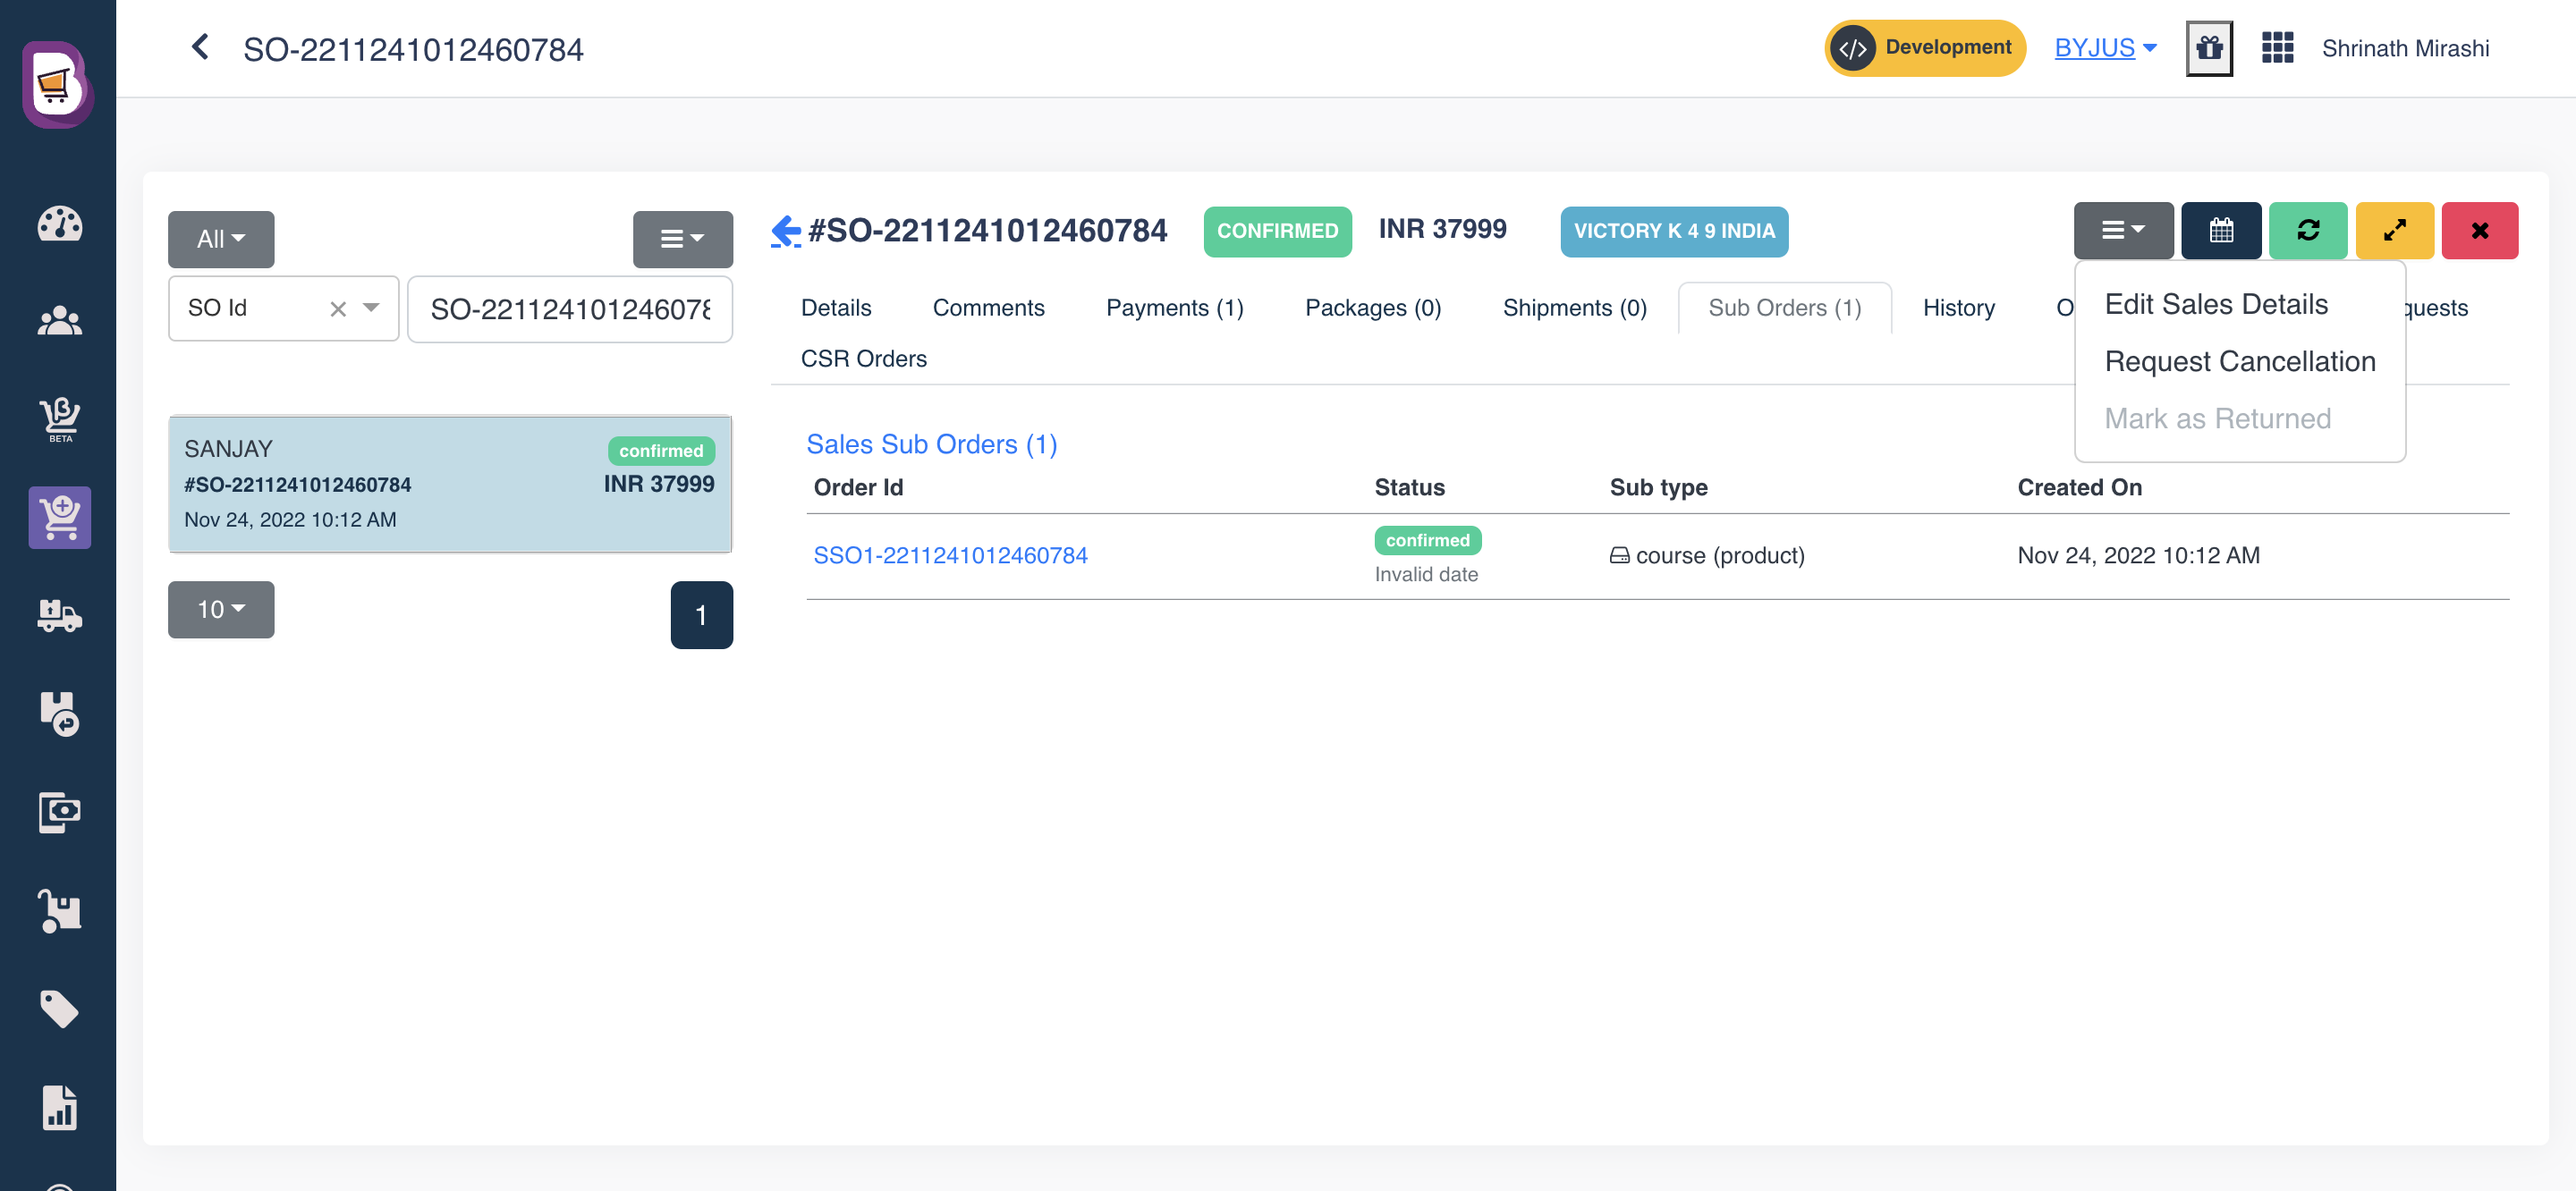 SO-2211241012460784
</> Development
BYJUS
Shrinath Mirashi
BETA
All
SO Id
SO-221124101246078
SANJAY
confirmed
#SO-2211241012460784
INR 37999
Nov 24, 2022 10:12 AM
10
1
#SO-2211241012460784
CONFIRMED
INR 37999
VICTORY K 4 9 INDIA
Details
Comments
Payments (1)
Packages (0)
Shipments (0)
Sub Orders (1)
History
O
quests
CSR Orders
Edit Sales Details
Request Cancellation
Mark as Returned
Sales Sub Orders (1)
Order Id
Status
Sub type
Created On
SSO1-2211241012460784
confirmed
Invalid date
course (product)
Nov 24, 2022 10:12 AM